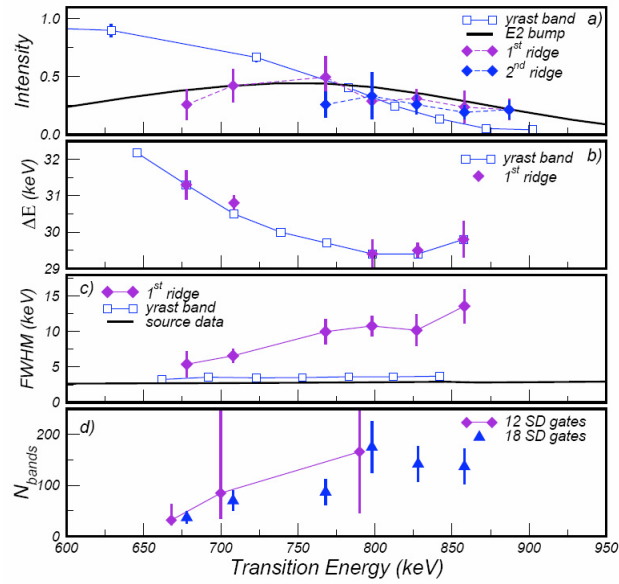 1.0
0.5
0.0
Intensity
a)
yrast band
E2 bump
1st ridge
2nd ridge
32
31
30
29
ΔE (keV)
b)
yrast band
1st ridge
15
10
5
0
FWHM (keV)
c)
1st ridge
yrast band
source data
200
100
0
Nbands
d)
12 SD gates
18 SD gates
600 650 700 750 800 850 900 950
Transition Energy (keV)